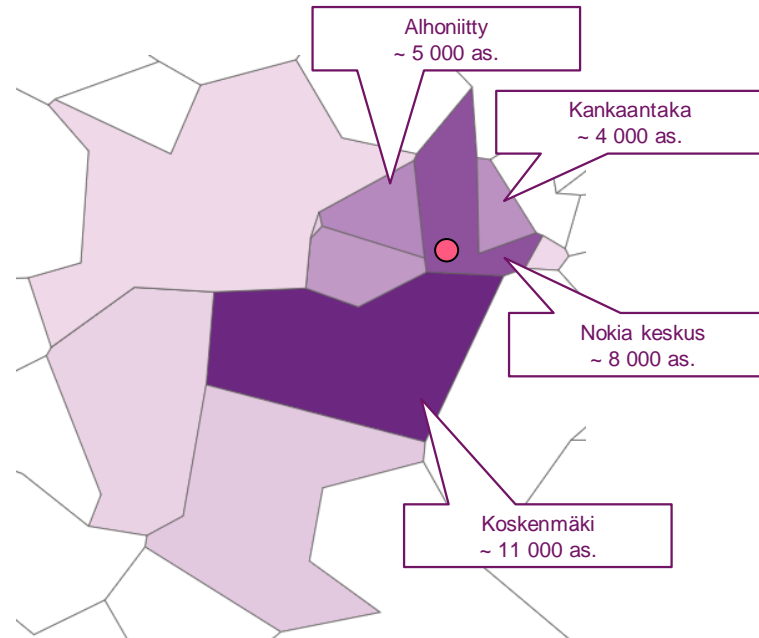 Alhoniitty
~ 5 000 as.
Kankaantaka
~ 4 000 as.
Nokia keskus
~ 8 000 as.
Koskenmäki
~ 11 000 as.